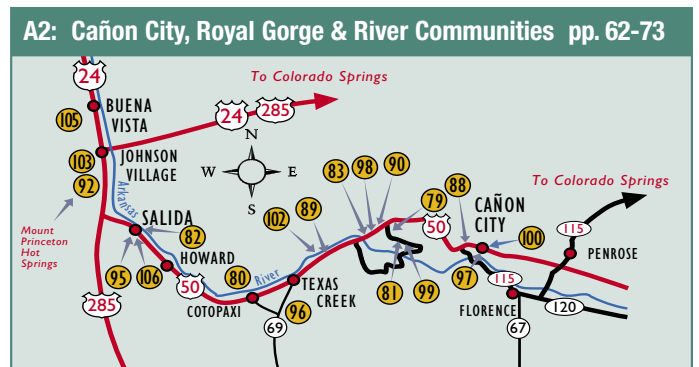 A2: Cañon City, Royal Gorge & River Communities pp. 62-73
24
To Colorado Springs
105
BUENA
VISTA
24
285
N
W
E
S
103
JOHNSON
VILLAGE
92
Arkansas
83
98
90
79
88
To Colorado Springs
Mount
Princeton
Hot
Springs
SALIDA
82
102
89
50
CAÑON
CITY
100
115
PENROSE
95
106
HOWARD
50
80
River
TEXAS
CREEK
81
99
97
115
285
COTOPAXI
96
69
FLORENCE
120
67